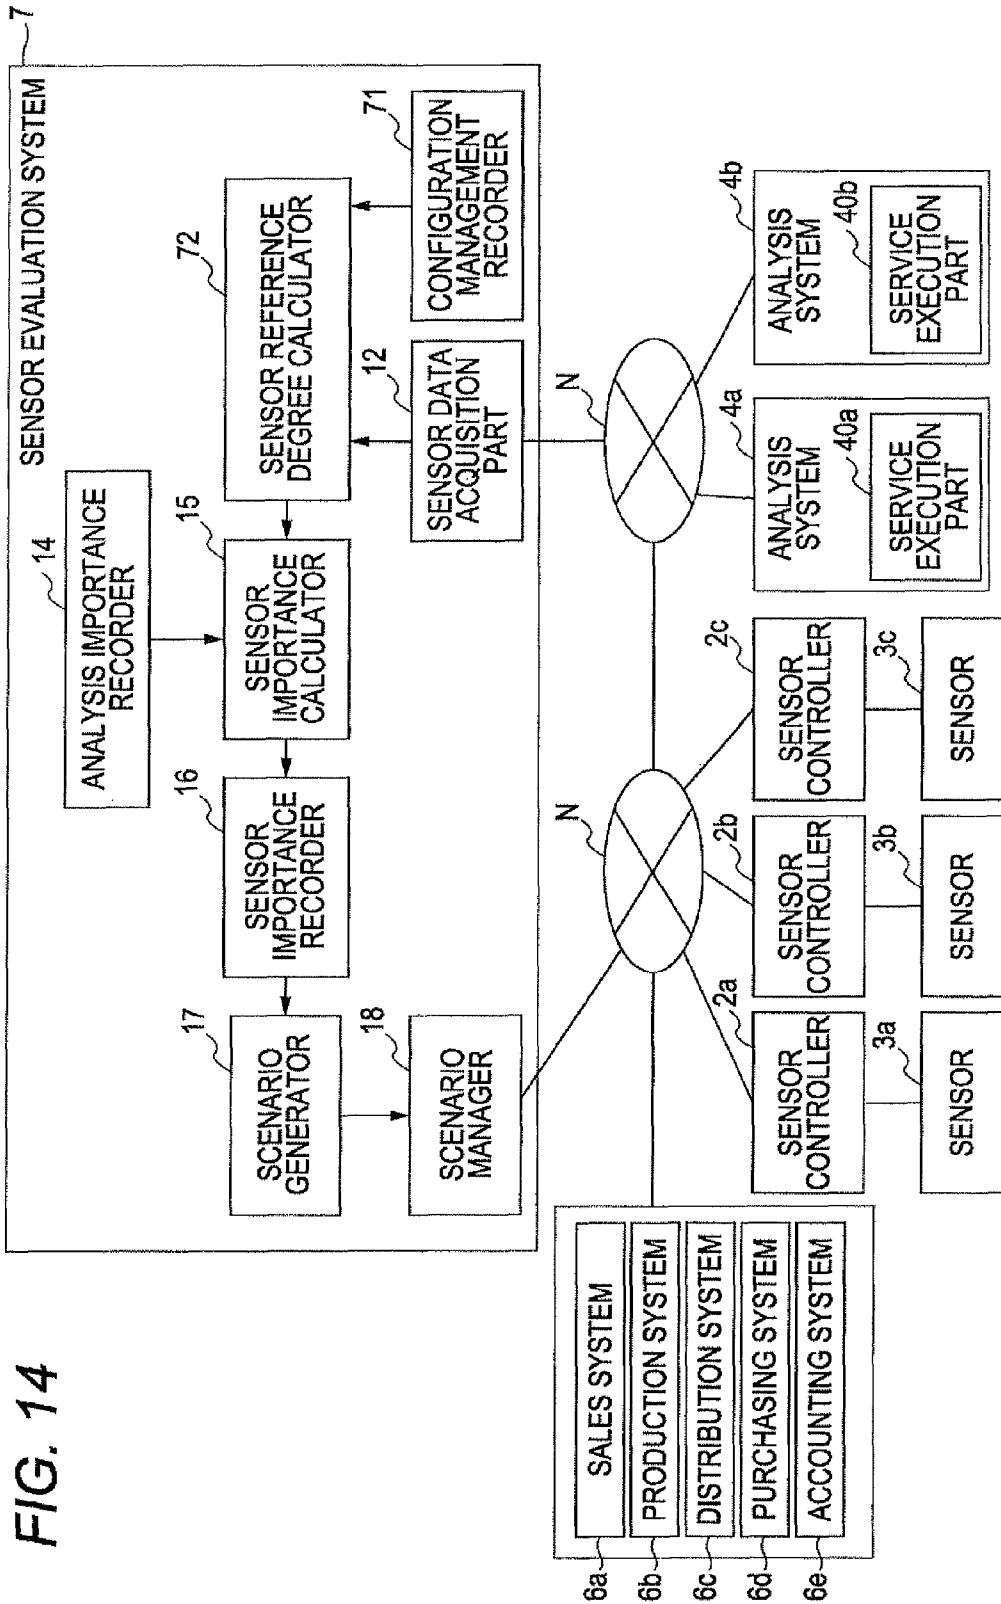 FIG. 14
7
SENSOR EVALUATION SYSTEM
14
ANALYSIS IMPORTANCE
RECORDER
17
SCENARIO
GENERATOR
16
SENSOR
IMPORTANCE
RECORDER
15
SENSOR
IMPORTANCE
CALCULATOR
72
SENSOR REFERENCE
DEGREE CALCULATOR
18
SCENARIO
MANAGER
12
SENSOR DATA
ACQUISITION
PART
71
CONFIGURATION
MANAGEMENT
RECORDER
N
N
6a
SALES SYSTEM
6b
PRODUCTION SYSTEM
6c
DISTRIBUTION SYSTEM
6d
PURCHASING SYSTEM
6e
ACCOUNTING SYSTEM
2a
SENSOR
CONTROLLER
2b
SENSOR
CONTROLLER
2c
SENSOR
CONTROLLER
3a
SENSOR
3b
SENSOR
3c
SENSOR
4a
ANALYSIS
SYSTEM
40a
SERVICE
EXECUTION
PART
4b
ANALYSIS
SYSTEM
40b
SERVICE
EXECUTION
PART